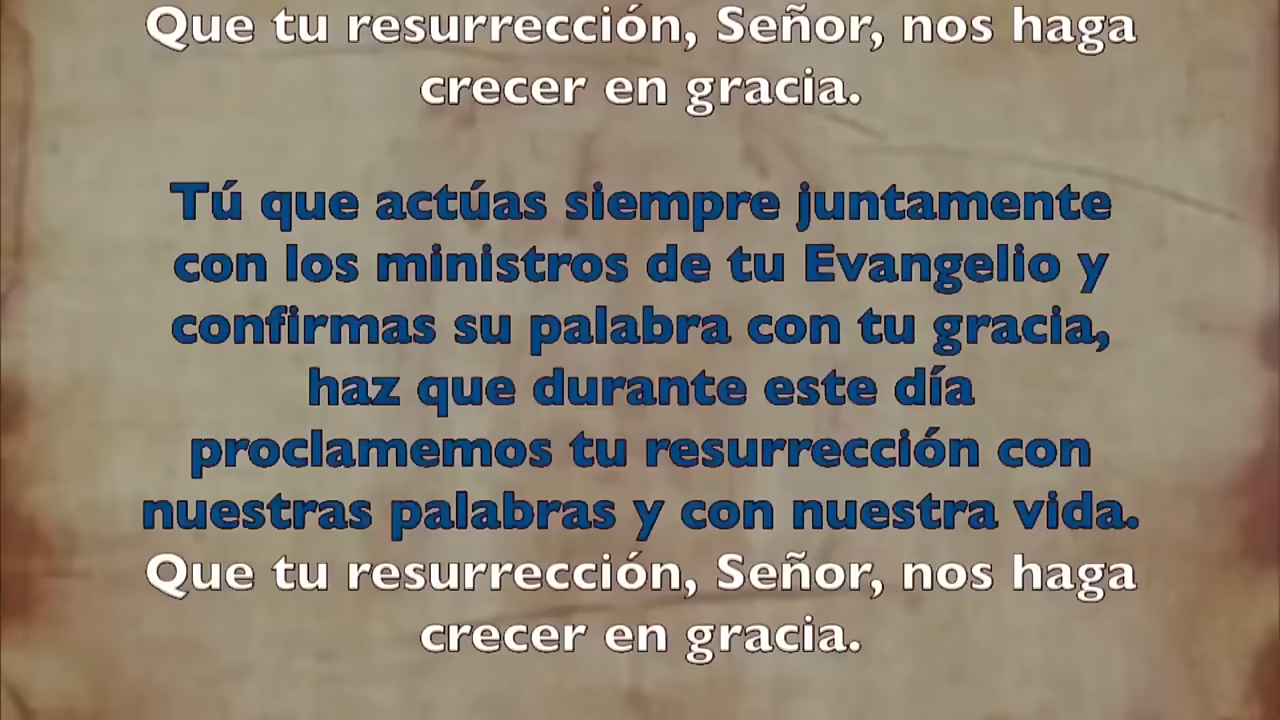 Que tu resurrección, Señor, nos haga
crecer en gracia.
Tú que actúas siempre juntamente
con los ministros de tu Evangelio y
confirmas su palabra con tu gracia,
haz que durante este día
proclamemos tu resurrección con
nuestras palabras y con nuestra vida.
Que tu resurrección, Señor, nos haga
crecer en gracia.